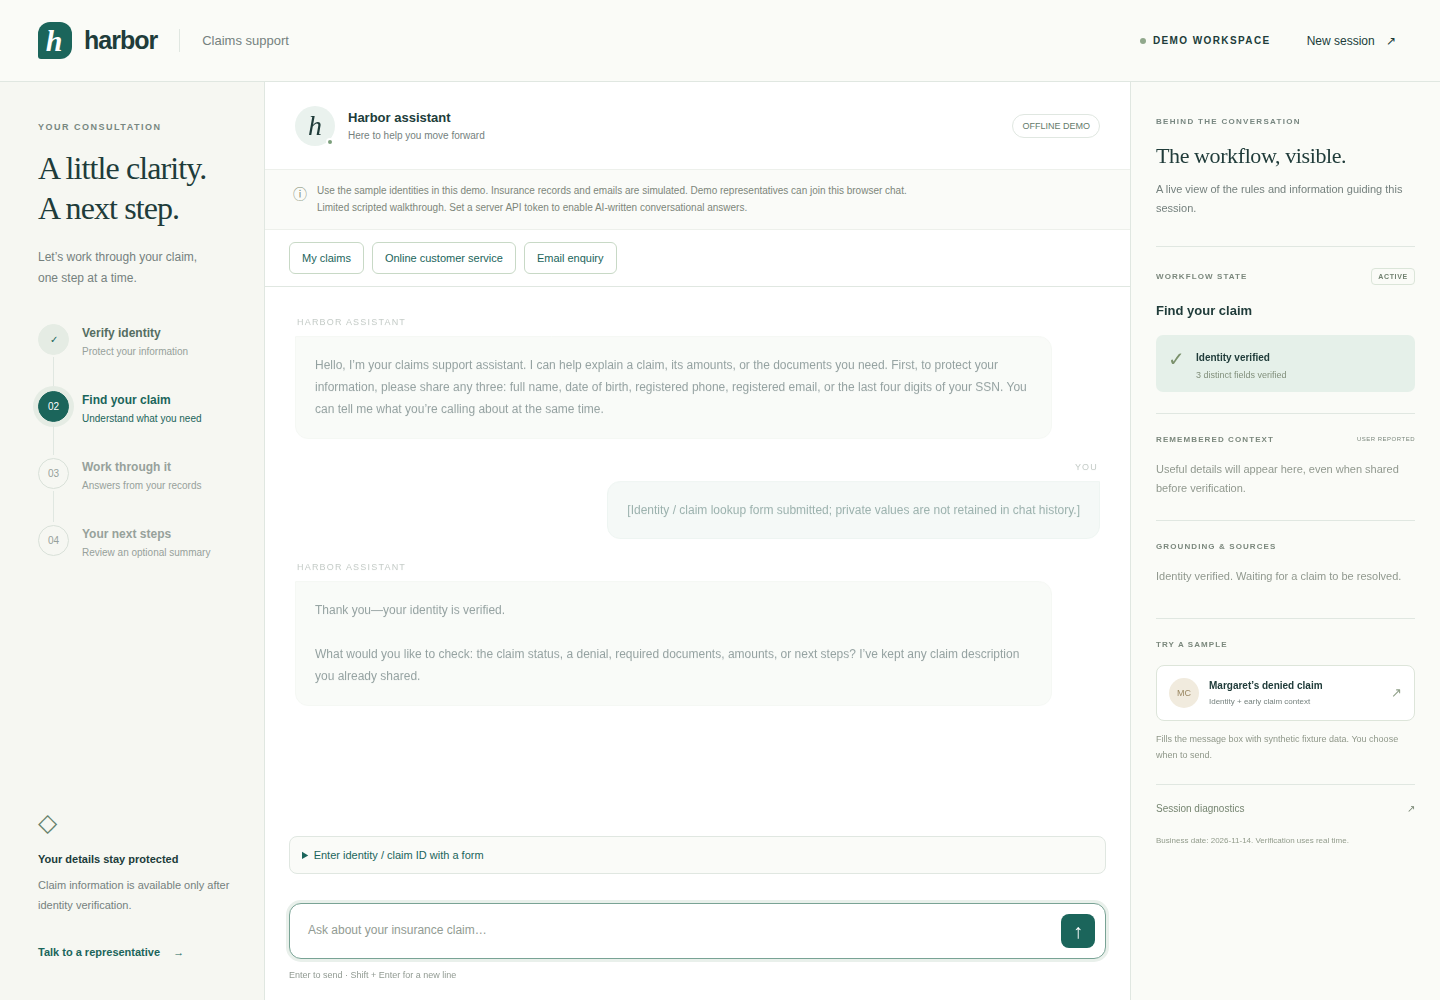 h harbor
Claims support
DEMO WORKSPACE
New session ↗
YOUR CONSULTATION
A little clarity.
A next step.
Let’s work through your claim,
one step at a time.
✓
Verify identity
Protect your information
02
Find your claim
Understand what you need
03
Work through it
Answers from your records
04
Your next steps
Review an optional summary
Your details stay protected
Claim information is available only after
identity verification.
Talk to a representative →
h
Harbor assistant
Here to help you move forward
OFFLINE DEMO
Use the sample identities in this demo. Insurance records and emails are simulated. Demo representatives can join this browser chat.
Limited scripted walkthrough. Set a server API token to enable AI-written conversational answers.
My claims
Online customer service
Email enquiry
HARBOR ASSISTANT
Hello, I’m your claims support assistant. I can help explain a claim, its amounts, or the documents you need. First, to protect your
information, please share any three: full name, date of birth, registered phone, registered email, or the last four digits of your SSN. You
can tell me what you’re calling about at the same time.
YOU
[Identity / claim lookup form submitted; private values are not retained in chat history.]
HARBOR ASSISTANT
Thank you—your identity is verified.
What would you like to check: the claim status, a denial, required documents, amounts, or next steps? I’ve kept any claim description
you already shared.
▶ Enter identity / claim ID with a form
Ask about your insurance claim…
↑
Enter to send · Shift + Enter for a new line
BEHIND THE CONVERSATION
The workflow, visible.
A live view of the rules and information guiding this
session.
WORKFLOW STATE
ACTIVE
Find your claim
✓
Identity verified
3 distinct fields verified
REMEMBERED CONTEXT
USER REPORTED
Useful details will appear here, even when shared
before verification.
GROUNDING & SOURCES
Identity verified. Waiting for a claim to be resolved.
TRY A SAMPLE
MC
Margaret’s denied claim
Identity + early claim context
↗
Fills the message box with synthetic fixture data. You choose
when to send.
Session diagnostics ↗
Business date: 2026-11-14. Verification uses real time.